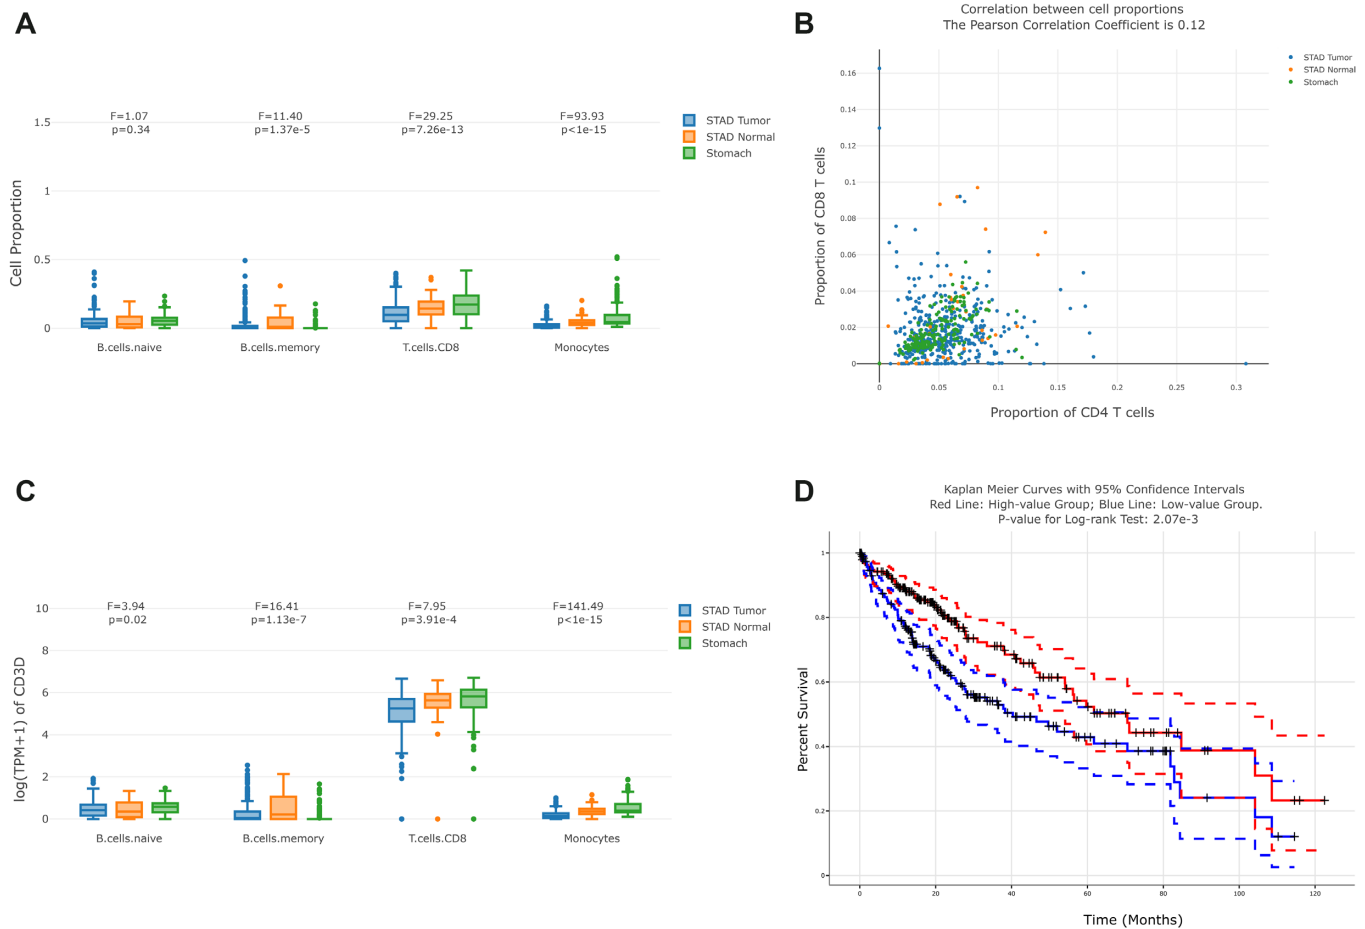 A
F=1.07
p=0.34
F=11.40
p=1.37e-5
F=29.25
p=7.26e-13
F=93.93
p<1e-15
1.5
1
0.5
0
Cell Proportion
B.cells.naive
B.cells.memory
T.cells.CD8
Monocytes
STAD Tumor
STAD Normal
Stomach
B
Correlation between cell proportions
The Pearson Correlation Coefficient is 0.12
0.16
0.14
0.12
0.1
0.08
0.06
0.04
0.02
0
Proportion of CD8 T cells
0
0.05
0.1
0.15
0.2
0.25
0.3
Proportion of CD4 T cells
STAD Tumor
STAD Normal
Stomach
C
F=3.94
p=0.02
F=16.41
p=1.13e-7
F=7.95
p=3.91e-4
F=141.49
p<1e-15
10
8
6
4
2
0
log(TPM+1) of CD3D
B.cells.naive
B.cells.memory
T.cells.CD8
Monocytes
STAD Tumor
STAD Normal
Stomach
D
Kaplan Meier Curves with 95% Confidence Intervals
Red Line: High-value Group; Blue Line: Low-value Group.
P-value for Log-rank Test: 2.07e-3
1
0.8
0.6
0.4
0.2
0
Percent Survival
0
20
40
60
80
100
120
Time (Months)